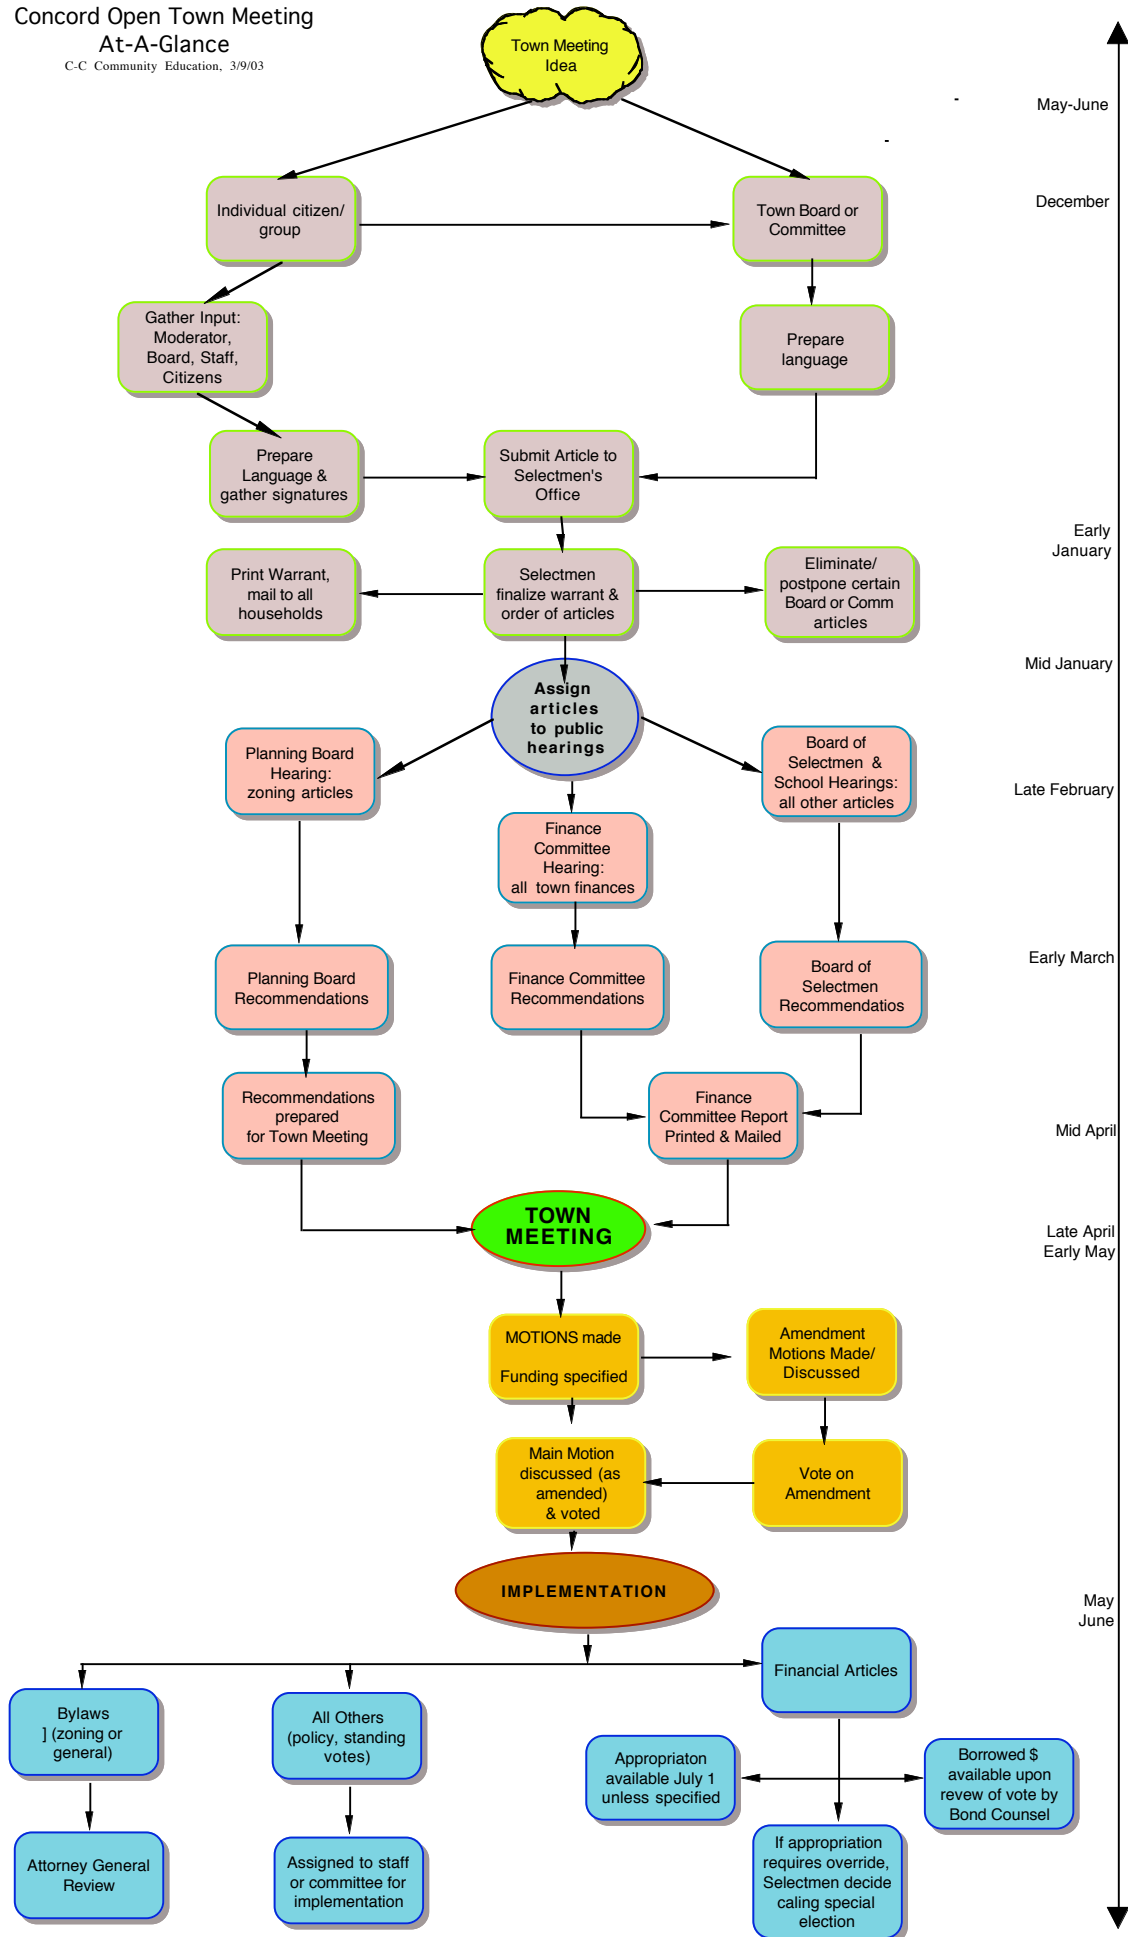 Concord Open Town Meeting
At-A-Glance
C-C Community Education, 3/9/03
Town Meeting
Idea
May-June
Individual citizen/
group
Town Board or
Committee
December
Gather Input:
Moderator,
Board, Staff,
Citizens
Prepare
language
Prepare
Language &
gather signatures
Submit Article to
Selectmen's
Office
Early
January
Print Warrant,
mail to all
households
Selectmen
finalize warrant &
order of articles
Eliminate/
postpone certain
Board or Comm
articles
Mid January
Assign
articles
to public
hearings
Planning Board
Hearing:
zoning articles
Board of
Selectmen &
School Hearings:
all other articles
Late February
Finance
Committee
Hearing:
all town finances
Planning Board
Recommendations
Finance Committee
Recommendations
Board of
Selectmen
Recommendatios
Early March
Recommendations
prepared
for Town Meeting
Finance
Committee Report
Printed & Mailed
Mid April
TOWN
MEETING
Late April
Early May
MOTIONS made
Funding specified
Amendment
Motions Made/
Discussed
Main Motion
discussed (as
amended)
& voted
Vote on
Amendment
IMPLEMENTATION
May
June
Financial Articles
Bylaws
] (zoning or
general)
All Others
(policy, standing
votes)
Appropriaton
available July 1
unless specified
Borrowed $
available upon
revew of vote by
Bond Counsel
Attorney General
Review
Assigned to staff
or committee for
implementation
If appropriation
requires override,
Selectmen decide
caling special
election